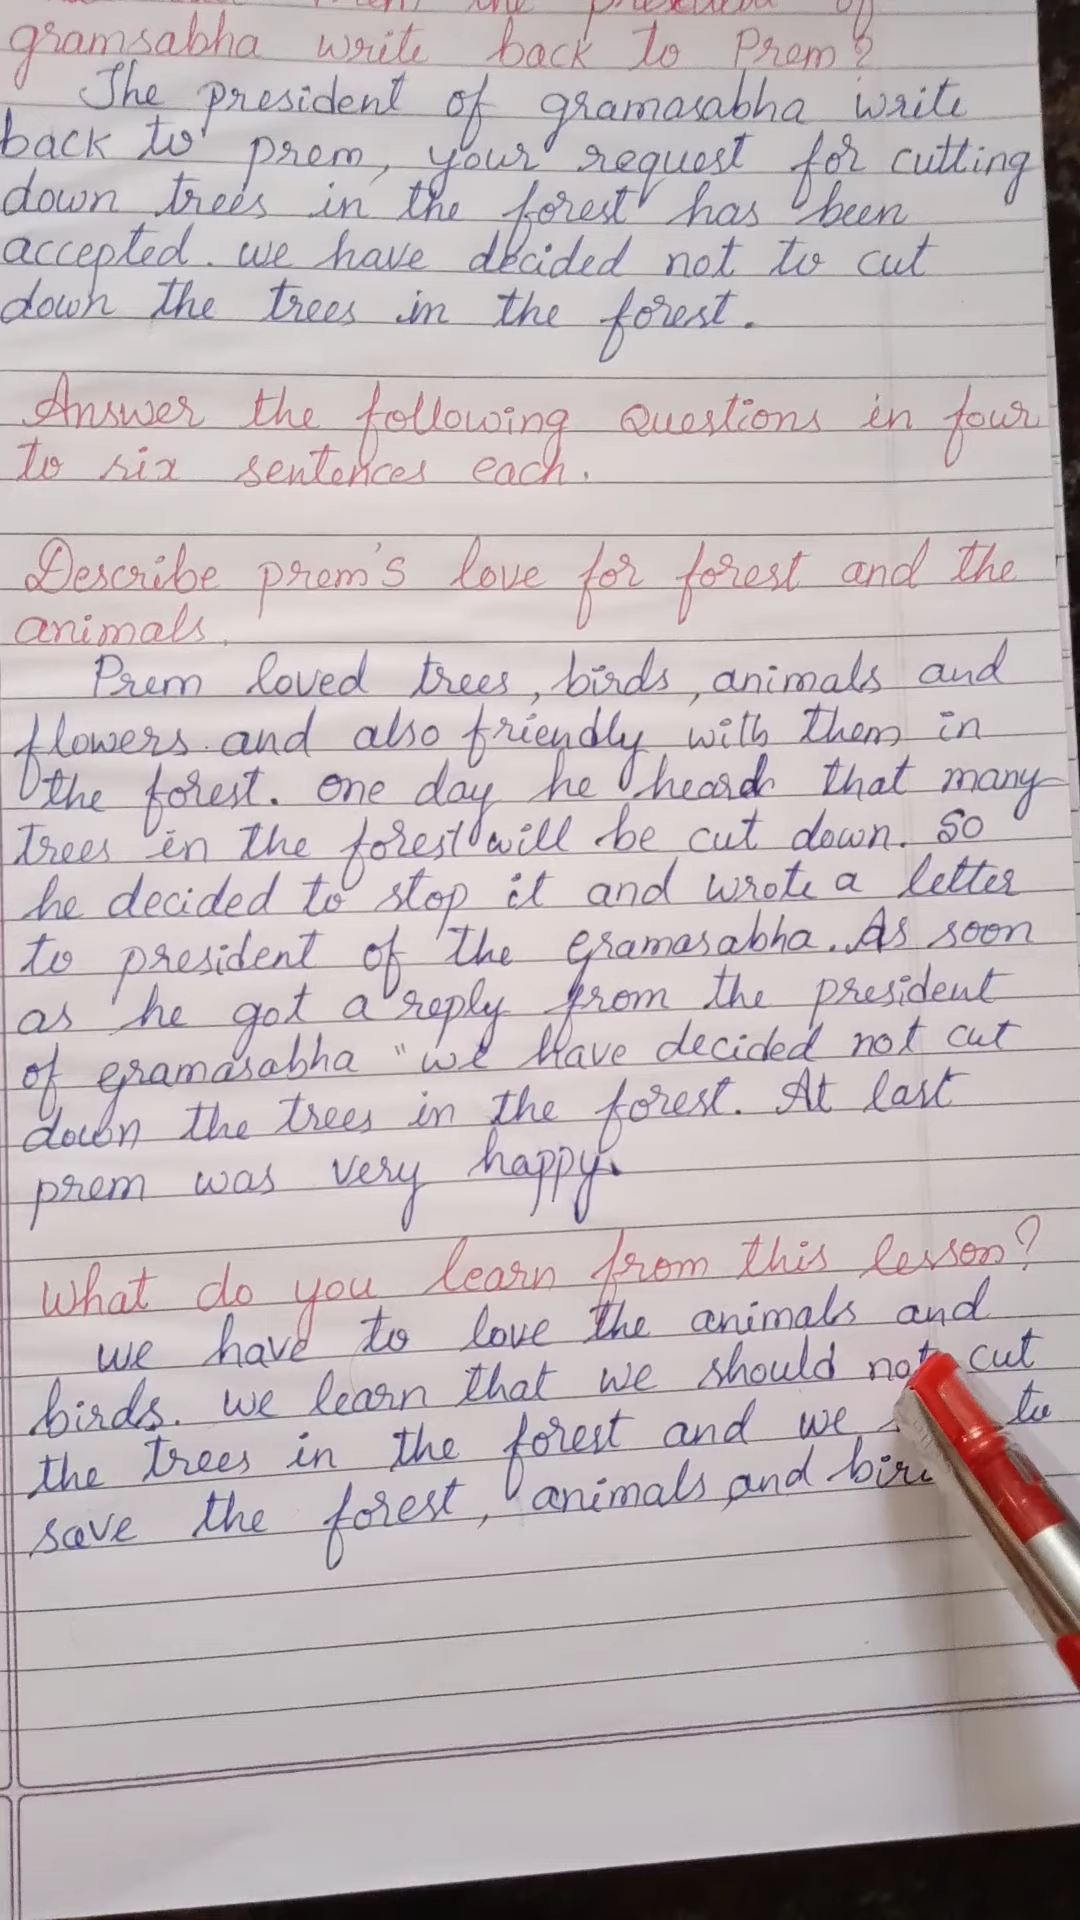 the president of
gramsabha write back to Prem?
The president of gramasabha write
back to prem, your request for cutting
down trees in the forest has been
accepted. we have decided not to cut
down the trees in the forest.
Answer the following questions in four
to six sentences each.
Describe prem's love for forest and the
animals.
Prem loved trees, birds, animals and
flowers and also friendly with them in
the forest. one day he heard that many
trees in the forest will be cut down. So
he decided to stop it and wrote a letter
to president of the gramasabha. As soon
as he got a reply from the president
of gramasabha "we have decided not cut
down the trees in the forest. At last
prem was very happy.
What do you learn from this lesson?
we have to love the animals and
birds. we learn that we should not cut
the trees in the forest and we to
save the forest, animals and